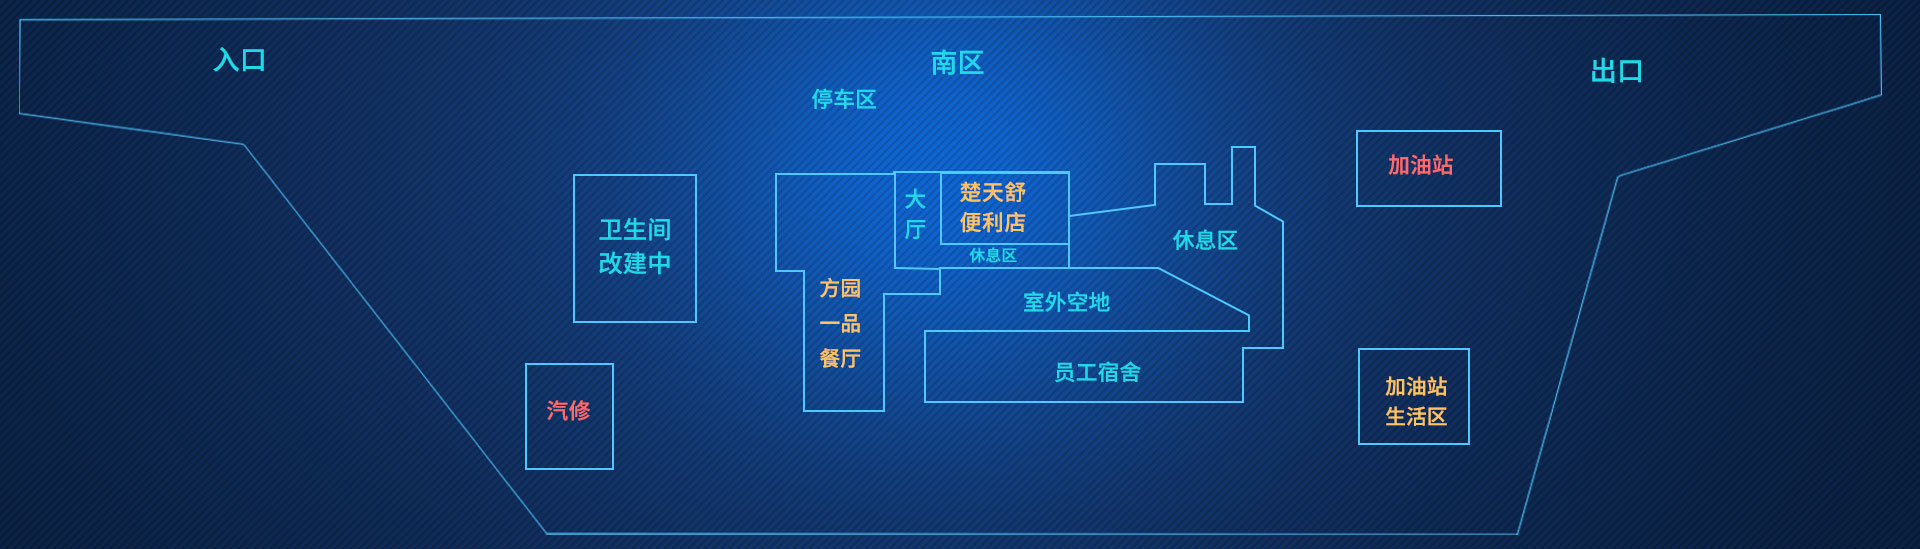 入口
南区
出口
停车区
加油站
大
厅
楚天舒
便利店
卫生间
改建中
休息区
休息区
方园
一品
餐厅
室外空地
员工宿舍
汽修
加油站
生活区